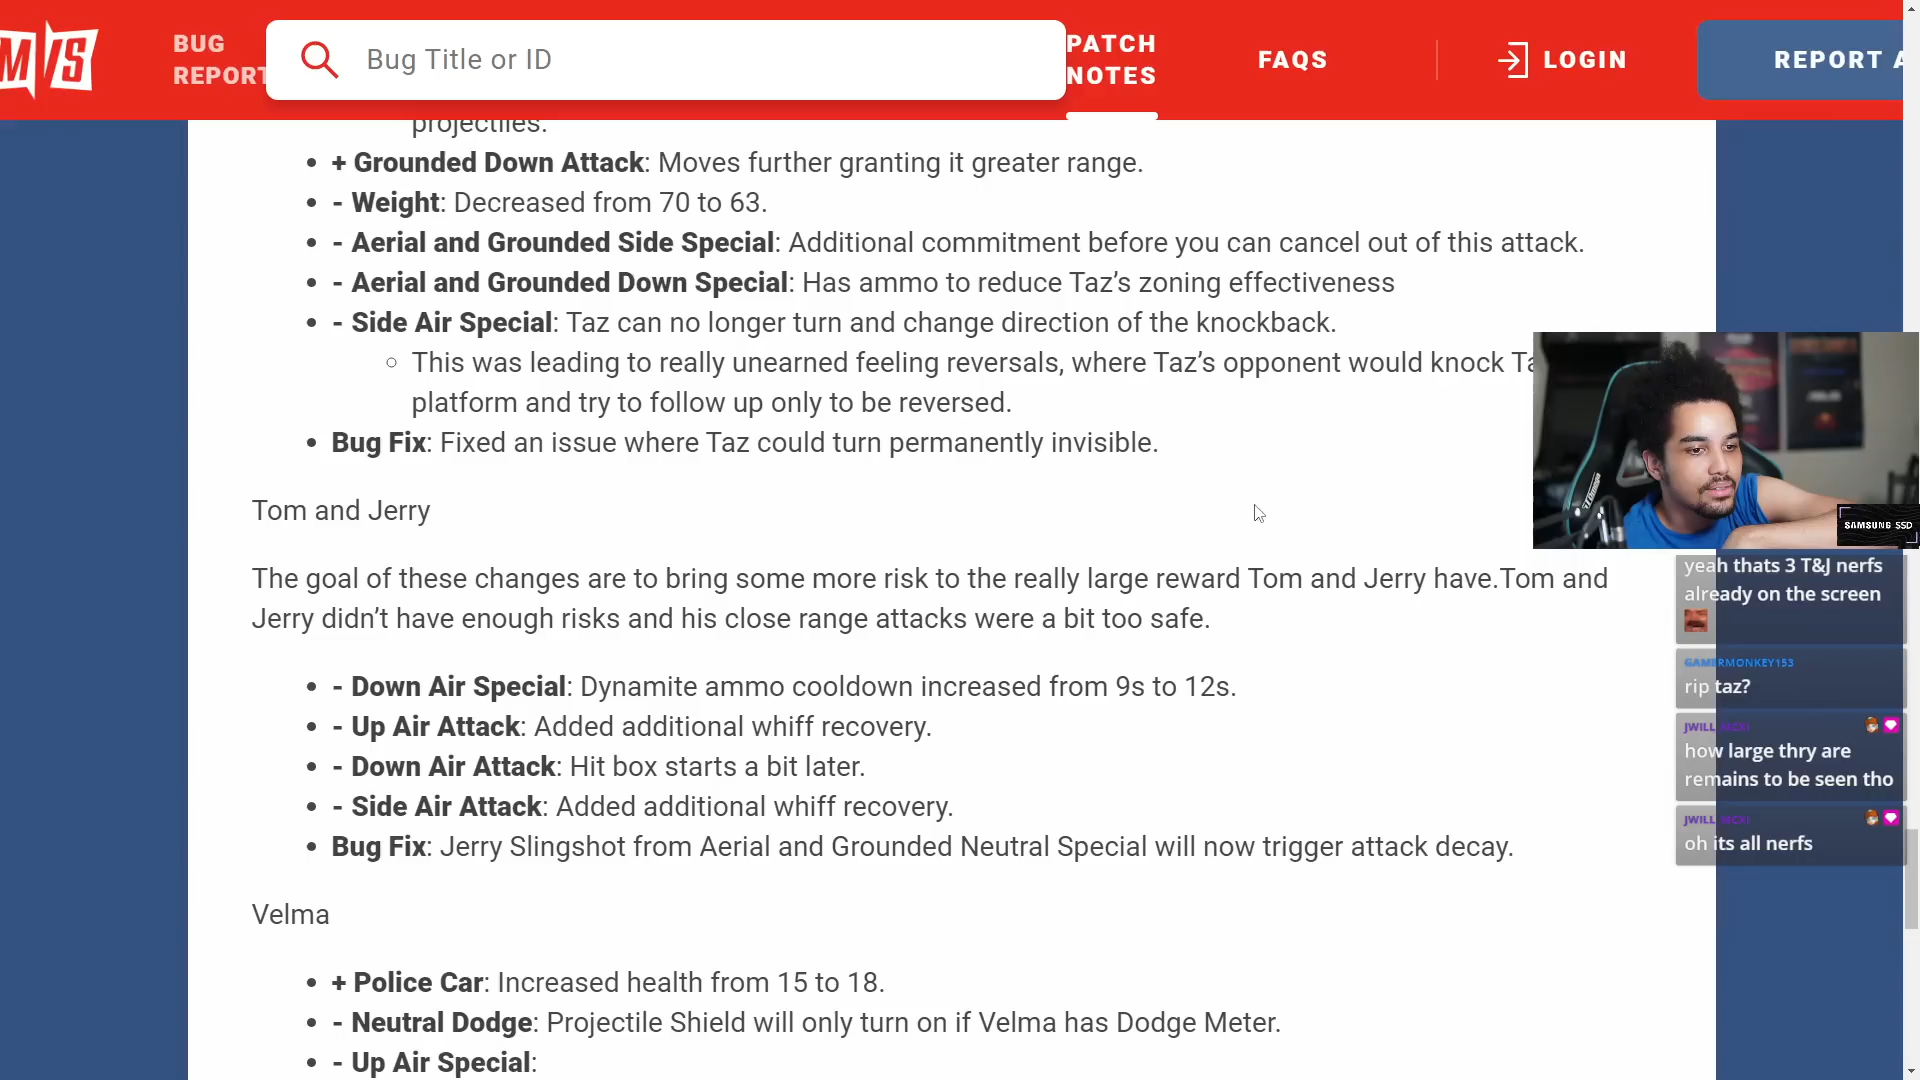 M/S
BUG
REPORT
Bug Title or ID
PATCH
NOTES
FAQS
LOGIN
REPORT A
projectiles.
• + Grounded Down Attack: Moves further granting it greater range.
• - Weight: Decreased from 70 to 63.
• - Aerial and Grounded Side Special: Additional commitment before you can cancel out of this attack.
• - Aerial and Grounded Down Special: Has ammo to reduce Taz’s zoning effectiveness
• - Side Air Special: Taz can no longer turn and change direction of the knockback.
○ This was leading to really unearned feeling reversals, where Taz’s opponent would knock Ta
platform and try to follow up only to be reversed.
• Bug Fix: Fixed an issue where Taz could turn permanently invisible.
SAMSUNG SSD
Tom and Jerry
The goal of these changes are to bring some more risk to the really large reward Tom and Jerry have.Tom and
Jerry didn’t have enough risks and his close range attacks were a bit too safe.
• - Down Air Special: Dynamite ammo cooldown increased from 9s to 12s.
• - Up Air Attack: Added additional whiff recovery.
• - Down Air Attack: Hit box starts a bit later.
• - Side Air Attack: Added additional whiff recovery.
• Bug Fix: Jerry Slingshot from Aerial and Grounded Neutral Special will now trigger attack decay.
Velma
• + Police Car: Increased health from 15 to 18.
• - Neutral Dodge: Projectile Shield will only turn on if Velma has Dodge Meter.
• - Up Air Special:
yeah thats 3 T&J nerfs
already on the screen
GAMERMONKEY153
rip taz?
how large thry are
remains to be seen tho
oh its all nerfs